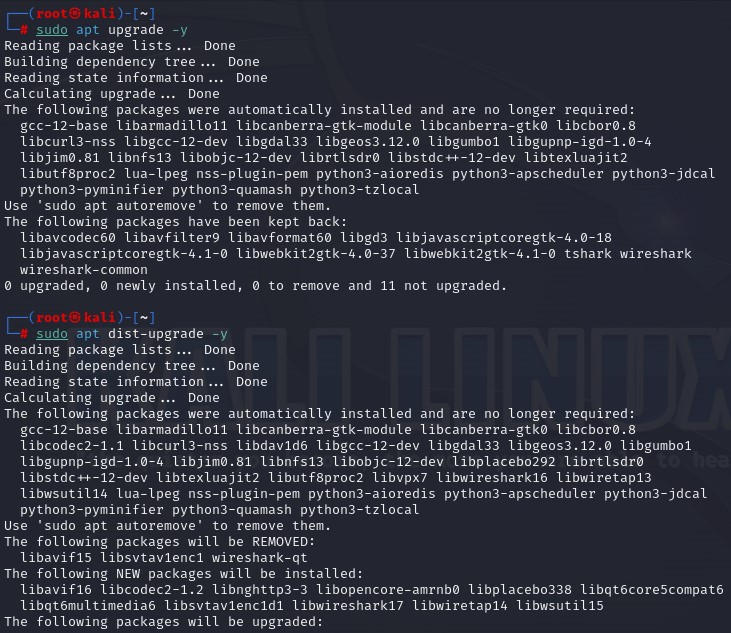 ┌──(root㉿kali)-[~]
└─# sudo apt upgrade -y
Reading package lists... Done
Building dependency tree... Done
Reading state information... Done
Calculating upgrade... Done
The following packages were automatically installed and are no longer required:
  gcc-12-base libarmadillo11 libcanberra-gtk-module libcanberra-gtk0 libcbor0.8
  libcurl3-nss libgcc-12-dev libgdal33 libgeos3.12.0 libgumbo1 libgupnp-igd-1.0-4
  libjim0.81 libnfs13 libobjc-12-dev librtlsdr0 libstdc++-12-dev libtexluajit2
  libutf8proc2 lua-lpeg nss-plugin-pem python3-aioredis python3-apscheduler python3-jdcal
  python3-pyminifier python3-quamash python3-tzlocal
Use 'sudo apt autoremove' to remove them.
The following packages have been kept back:
  libavcodec60 libavfilter9 libavformat60 libgd3 libjavascriptcoregtk-4.0-18
  libjavascriptcoregtk-4.1-0 libwebkit2gtk-4.0-37 libwebkit2gtk-4.1-0 tshark wireshark
  wireshark-common
0 upgraded, 0 newly installed, 0 to remove and 11 not upgraded.

┌──(root㉿kali)-[~]
└─# sudo apt dist-upgrade -y
Reading package lists... Done
Building dependency tree... Done
Reading state information... Done
Calculating upgrade... Done
The following packages were automatically installed and are no longer required:
  gcc-12-base libarmadillo11 libcanberra-gtk-module libcanberra-gtk0 libcbor0.8
  libcodec2-1.1 libcurl3-nss libdav1d6 libgcc-12-dev libgdal33 libgeos3.12.0 libgumbo1
  libgupnp-igd-1.0-4 libjim0.81 libnfs13 libobjc-12-dev libplacebo292 librtlsdr0
  libstdc++-12-dev libtexluajit2 libutf8proc2 libvpx7 libwireshark16 libwiretap13
  libwsutil14 lua-lpeg nss-plugin-pem python3-aioredis python3-apscheduler python3-jdcal
  python3-pyminifier python3-quamash python3-tzlocal
Use 'sudo apt autoremove' to remove them.
The following packages will be REMOVED:
  libavif15 libsvtav1enc1 wireshark-qt
The following NEW packages will be installed:
  libavif16 libcodec2-1.2 libnghttp3-3 libopencore-amrnb0 libplacebo338 libqt6core5compat6
  libqt6multimedia6 libsvtav1enc1d1 libwireshark17 libwiretap14 libwsutil15
The following packages will be upgraded:
KALI LINUX